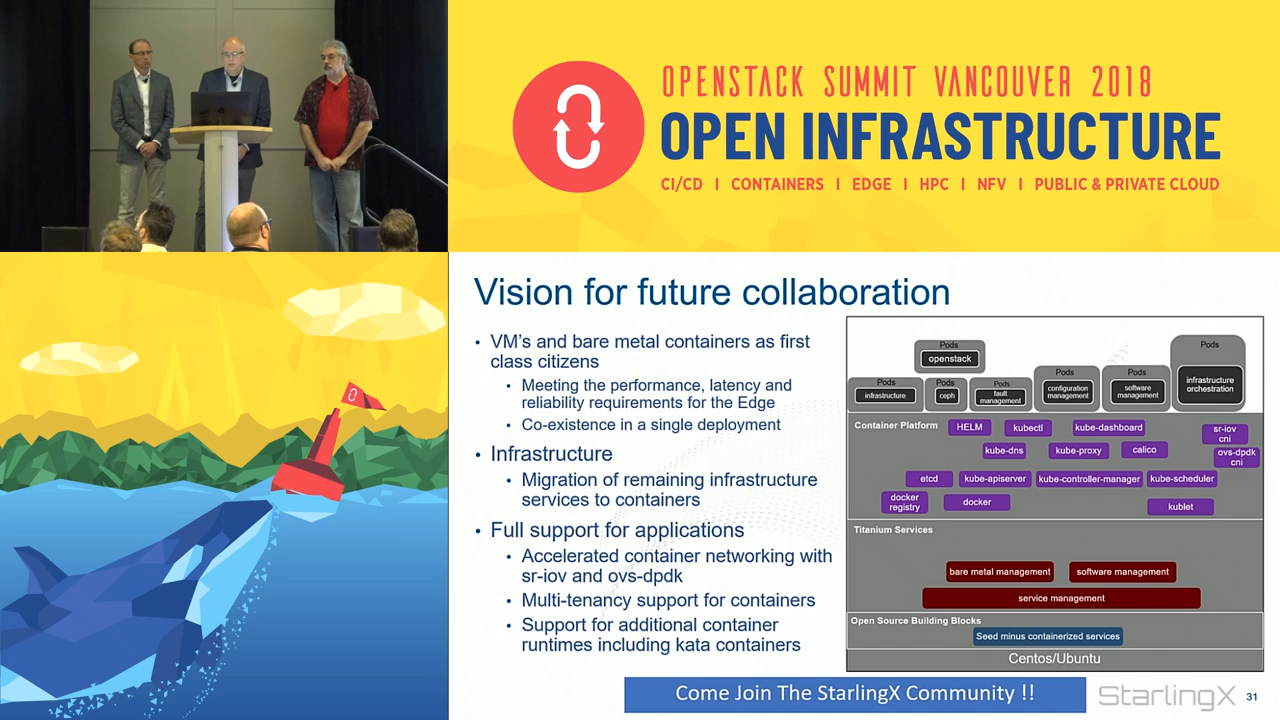 OPENSTACK SUMMIT VANCOUVER 2018
OPEN INFRASTRUCTURE
CI/CD I CONTAINERS I EDGE I HPC I NFV I PUBLIC & PRIVATE CLOUD
Vision for future collaboration
• VM's and bare metal containers as first
class citizens
• Meeting the performance, latency and
reliability requirements for the Edge
• Co-existence in a single deployment
• Infrastructure
• Migration of remaining infrastructure
services to containers
• Full support for applications
• Accelerated container networking with
sr-iov and ovs-dpdk
• Multi-tenancy support for containers
• Support for additional container
runtimes including kata containers
Pods
openstack
Pods
infrastructure
Pods
ceph
Pods
fault
management
Pods
configuration
management
Pods
software
management
Pods
infrastructure
orchestration
Container Platform
HELM
kubectl
kube-dashboard
sr-iov
cni
kube-dns
kube-proxy
calico
ovs-dpdk
cni
etcd
kube-apiserver
kube-controller-manager
kube-scheduler
docker
registry
docker
kublet
Titanium Services
bare metal management
software management
service management
Open Source Building Blocks
Seed minus containerized services
Centos/Ubuntu
Come Join The StarlingX Community !!
StarlingX
31